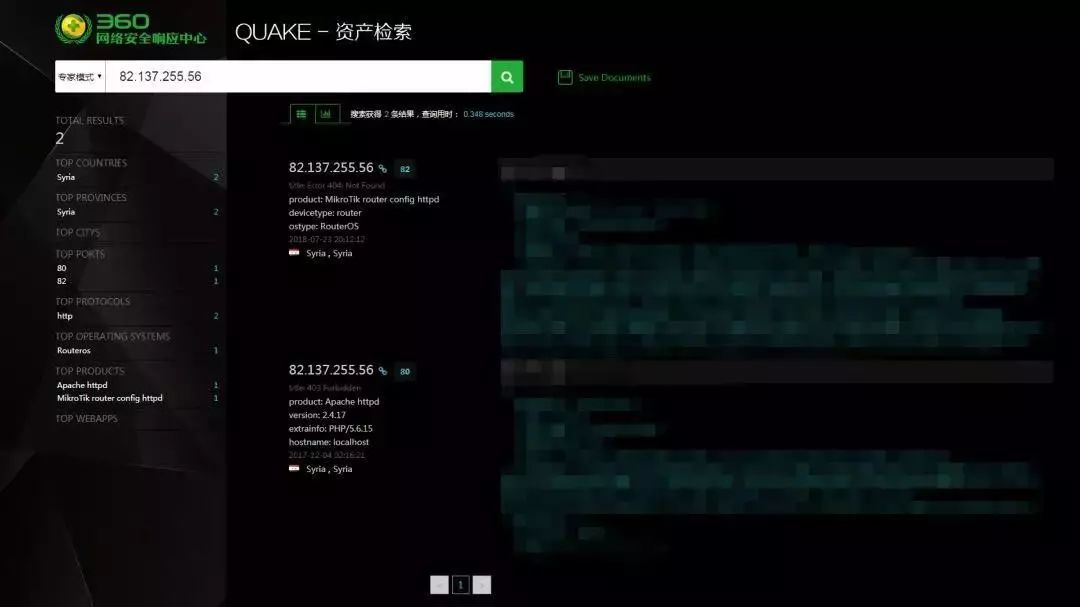 360
网络安全响应中心
QUAKE - 资产检索
专家模式
82.137.255.56
Save Documents
搜索获得 2 条结果，查询用时： 0.348 seconds
TOTAL RESULTS
2
TOP COUNTRIES
Syria 2
TOP PROVINCES
Syria 2
TOP CITYS
TOP PORTS
80 1
82 1
TOP PROTOCOLS
http 2
TOP OPERATING SYSTEMS
Routeros 1
TOP PRODUCTS
Apache httpd 1
MikroTik router config httpd 1
TOP WEBAPPS
82.137.255.56 82
title: Error 404: Not Found
product: MikroTik router config httpd
devicetype: router
ostype: RouterOS
2018-07-23 20:12:12
Syria , Syria
82.137.255.56 80
title: 403 Forbidden
product: Apache httpd
version: 2.4.17
extrainfo: PHP/5.6.15
hostname: localhost
2017-12-04 02:16:21
Syria , Syria
< 1 >